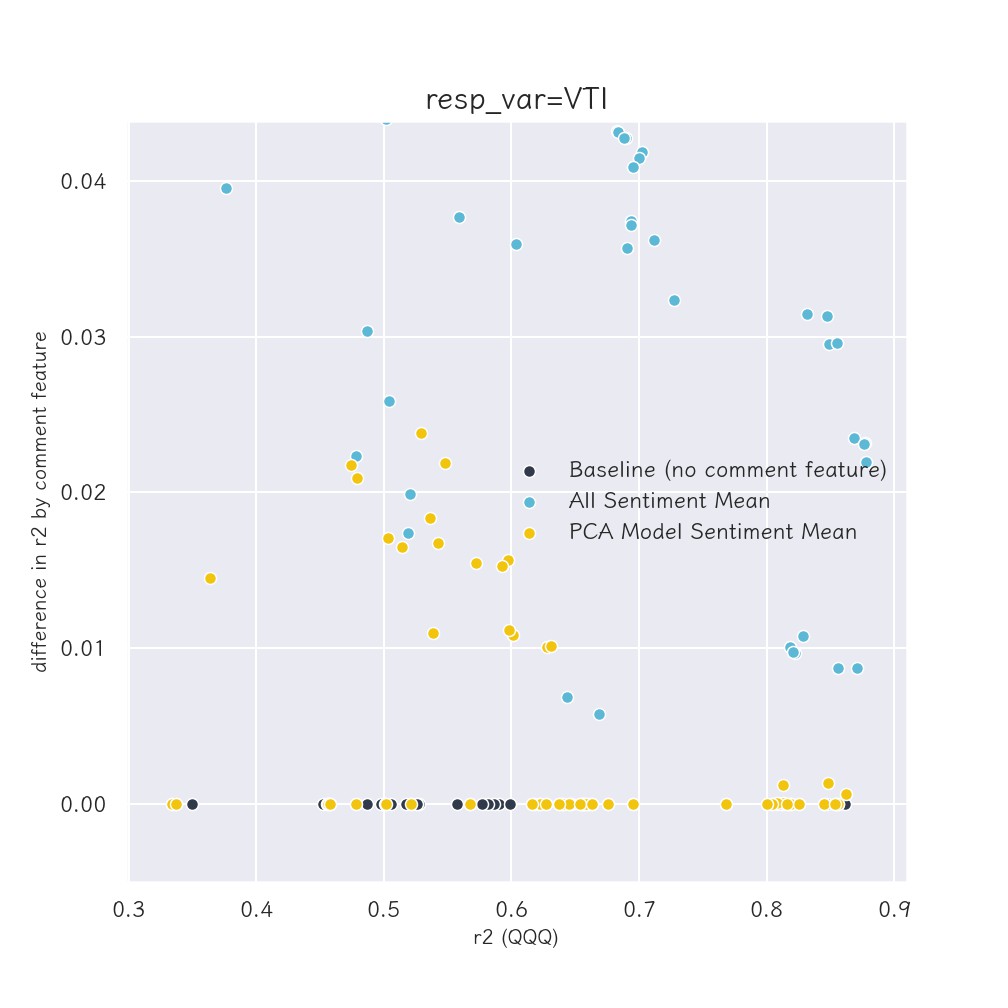 resp_var=VTI
0.04
0.03
0.02
0.01
0.00
difference in r2 by comment feature
Baseline (no comment feature)
All Sentiment Mean
PCA Model Sentiment Mean
0.3 0.4 0.5 0.6 0.7 0.8 0.9
r2 (QQQ)